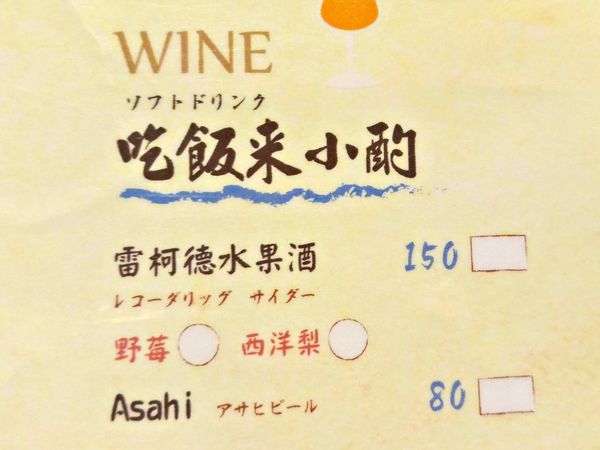 WINE
ソフトドリンク
吃飯来小酌
雷柯德水果酒 150
レコーダリッグ サイダー
野莓 西洋梨
Asahi アサヒビール 80